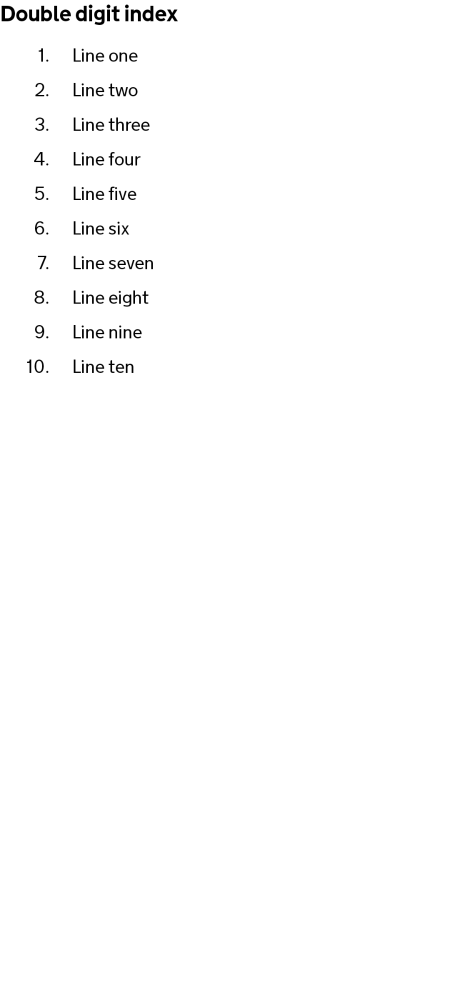 Double digit index
1. Line one
2. Line two
3. Line three
4. Line four
5. Line five
6. Line six
7. Line seven
8. Line eight
9. Line nine
10. Line ten